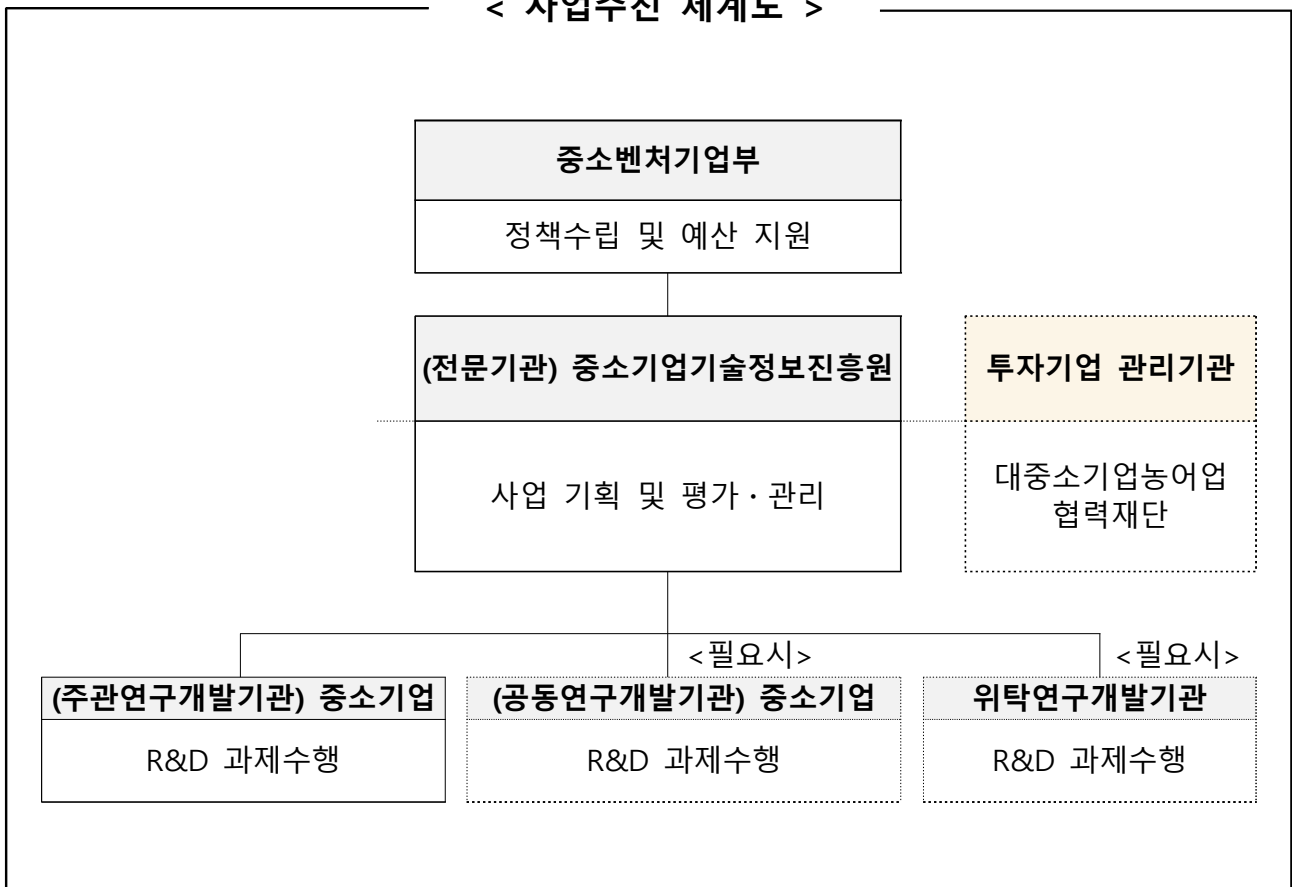 < 사업추진 체계도 >
중소벤처기업부
정책수립 및 예산 지원
(전문기관) 중소기업기술정보진흥원
투자기업 관리기관
사업 기획 및 평가·관리
대중소기업농어업
협력재단
<필요시>
<필요시>
(주관연구개발기관) 중소기업
(공동연구개발기관) 중소기업
위탁연구개발기관
R&D 과제수행
R&D 과제수행
R&D 과제수행